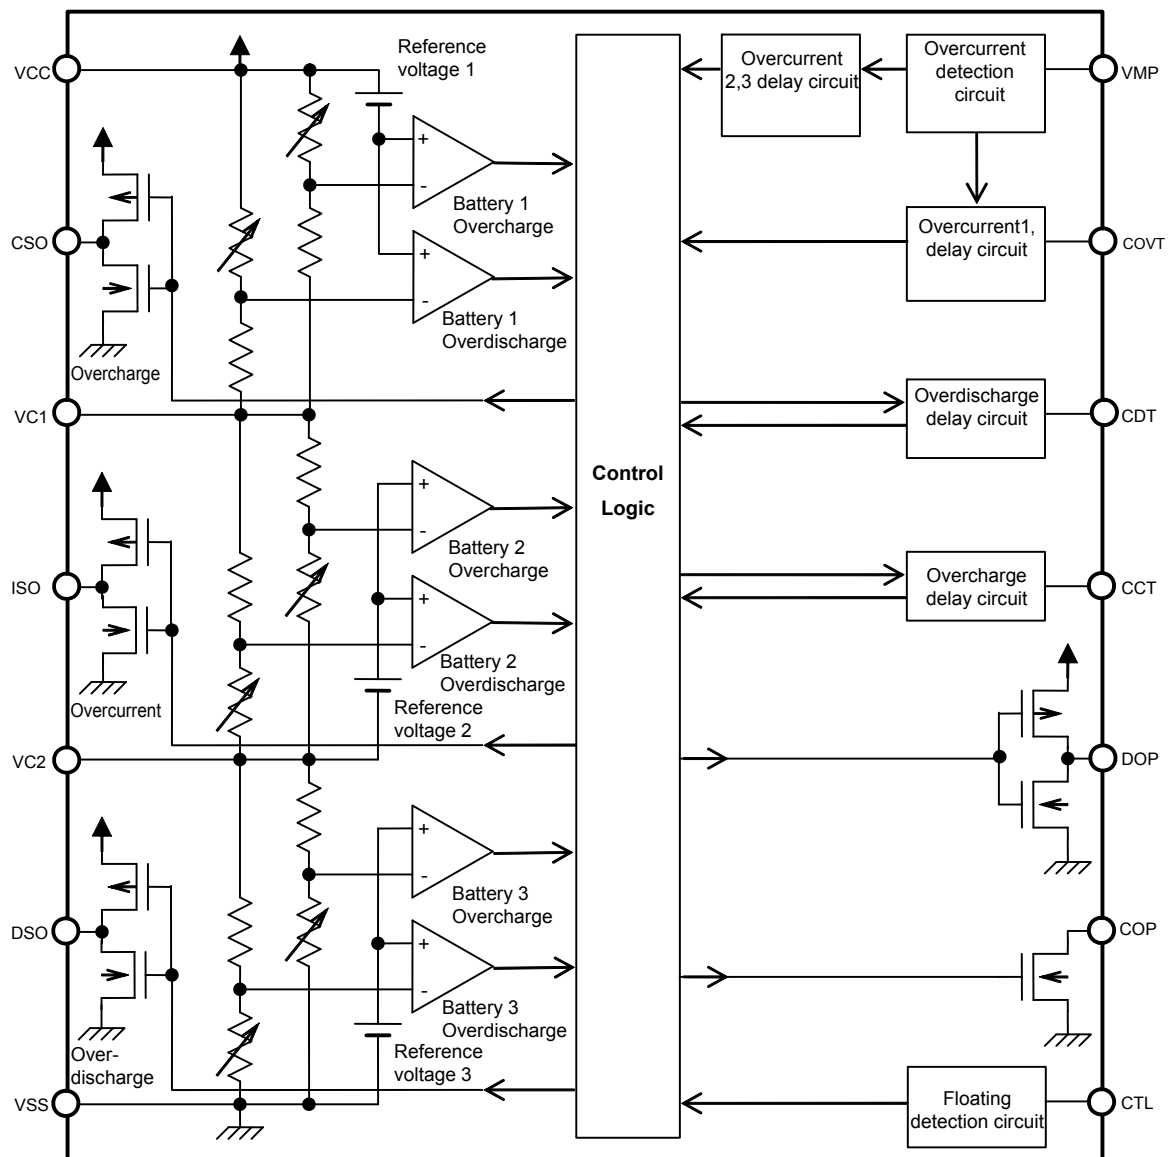 Reference
voltage 1
VCC
+
-
Battery 1
Overcharge
CSO
+
-
Battery 1
Overdischarge
Overcharge
VC1
+
-
Battery 2
Overcharge
ISO
+
-
Battery 2
Overdischarge
Overcurrent
Reference
voltage 2
VC2
+
-
Battery 3
Overcharge
DSO
+
-
Battery 3
Overdischarge
Over-
discharge
Reference
voltage 3
VSS
Control
Logic
Overcurrent
2,3 delay circuit
Overcurrent
detection
circuit
VMP
Overcurrent1,
delay circuit
COVT
Overdischarge
delay circuit
CDT
Overcharge
delay circuit
CCT
DOP
COP
Floating
detection circuit
CTL